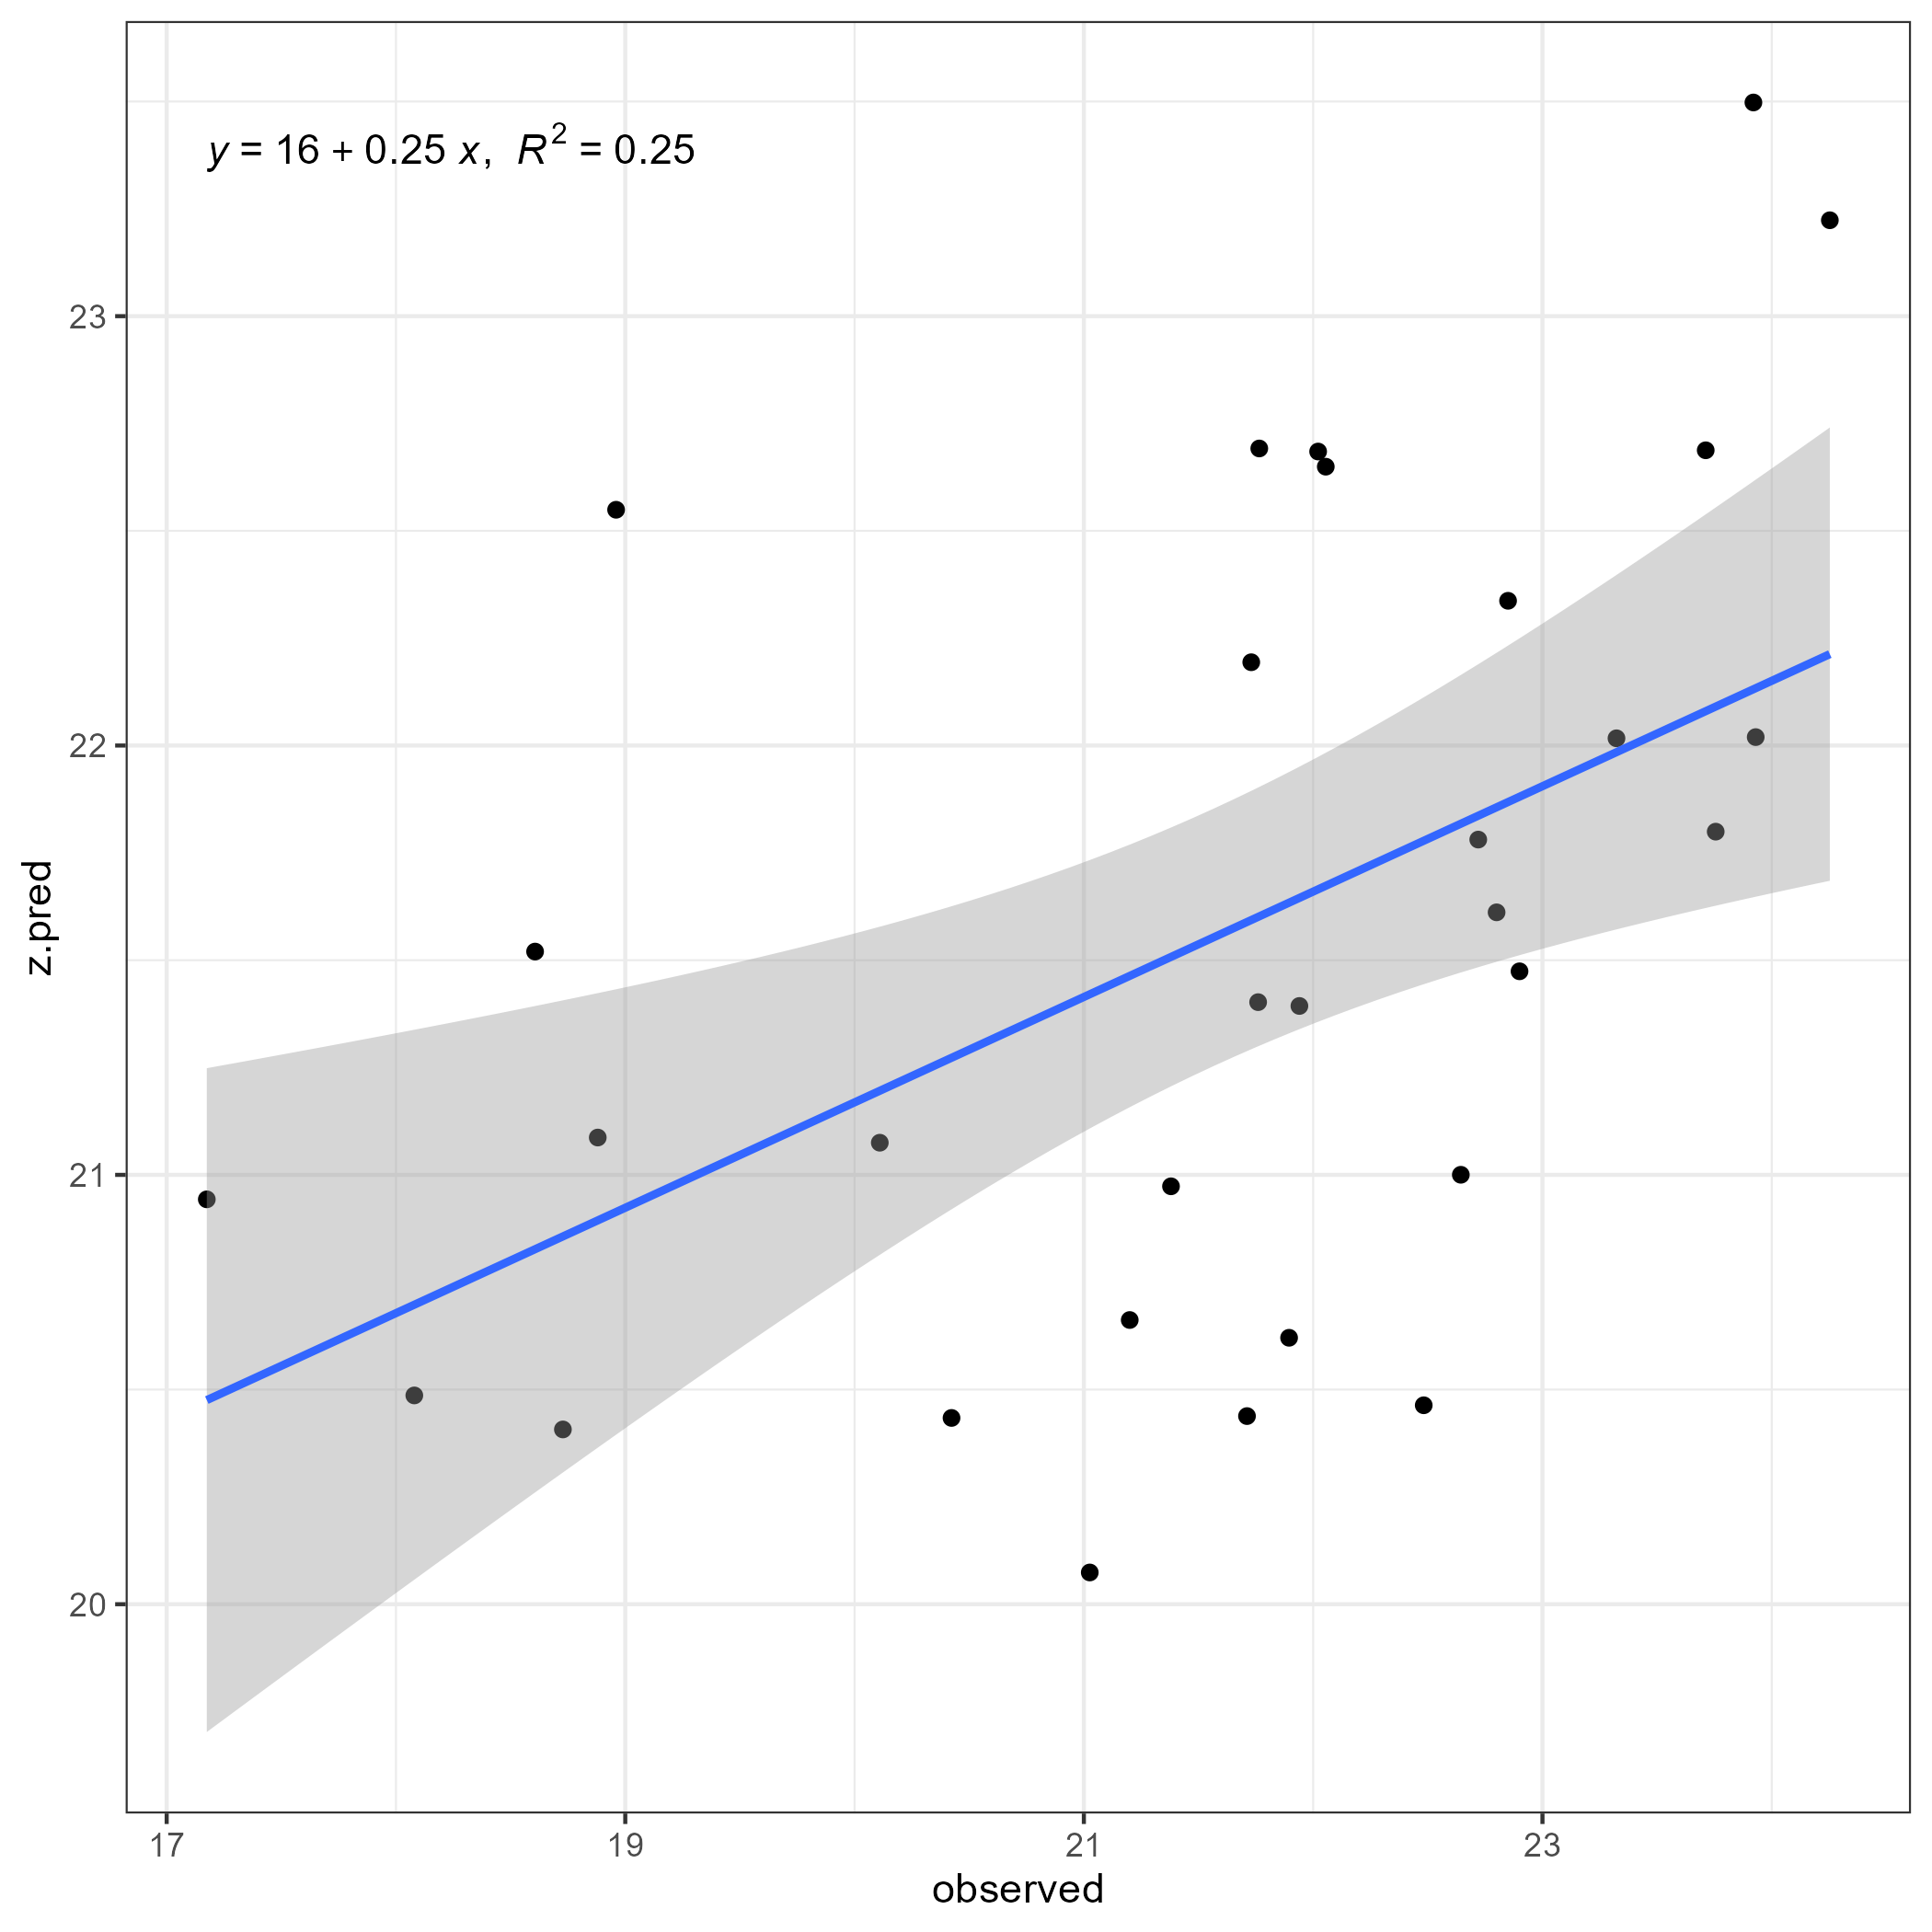 y = 16 + 0.25 x, R² = 0.25
23
22
21
20
z.pred
17 19 21 23
observed